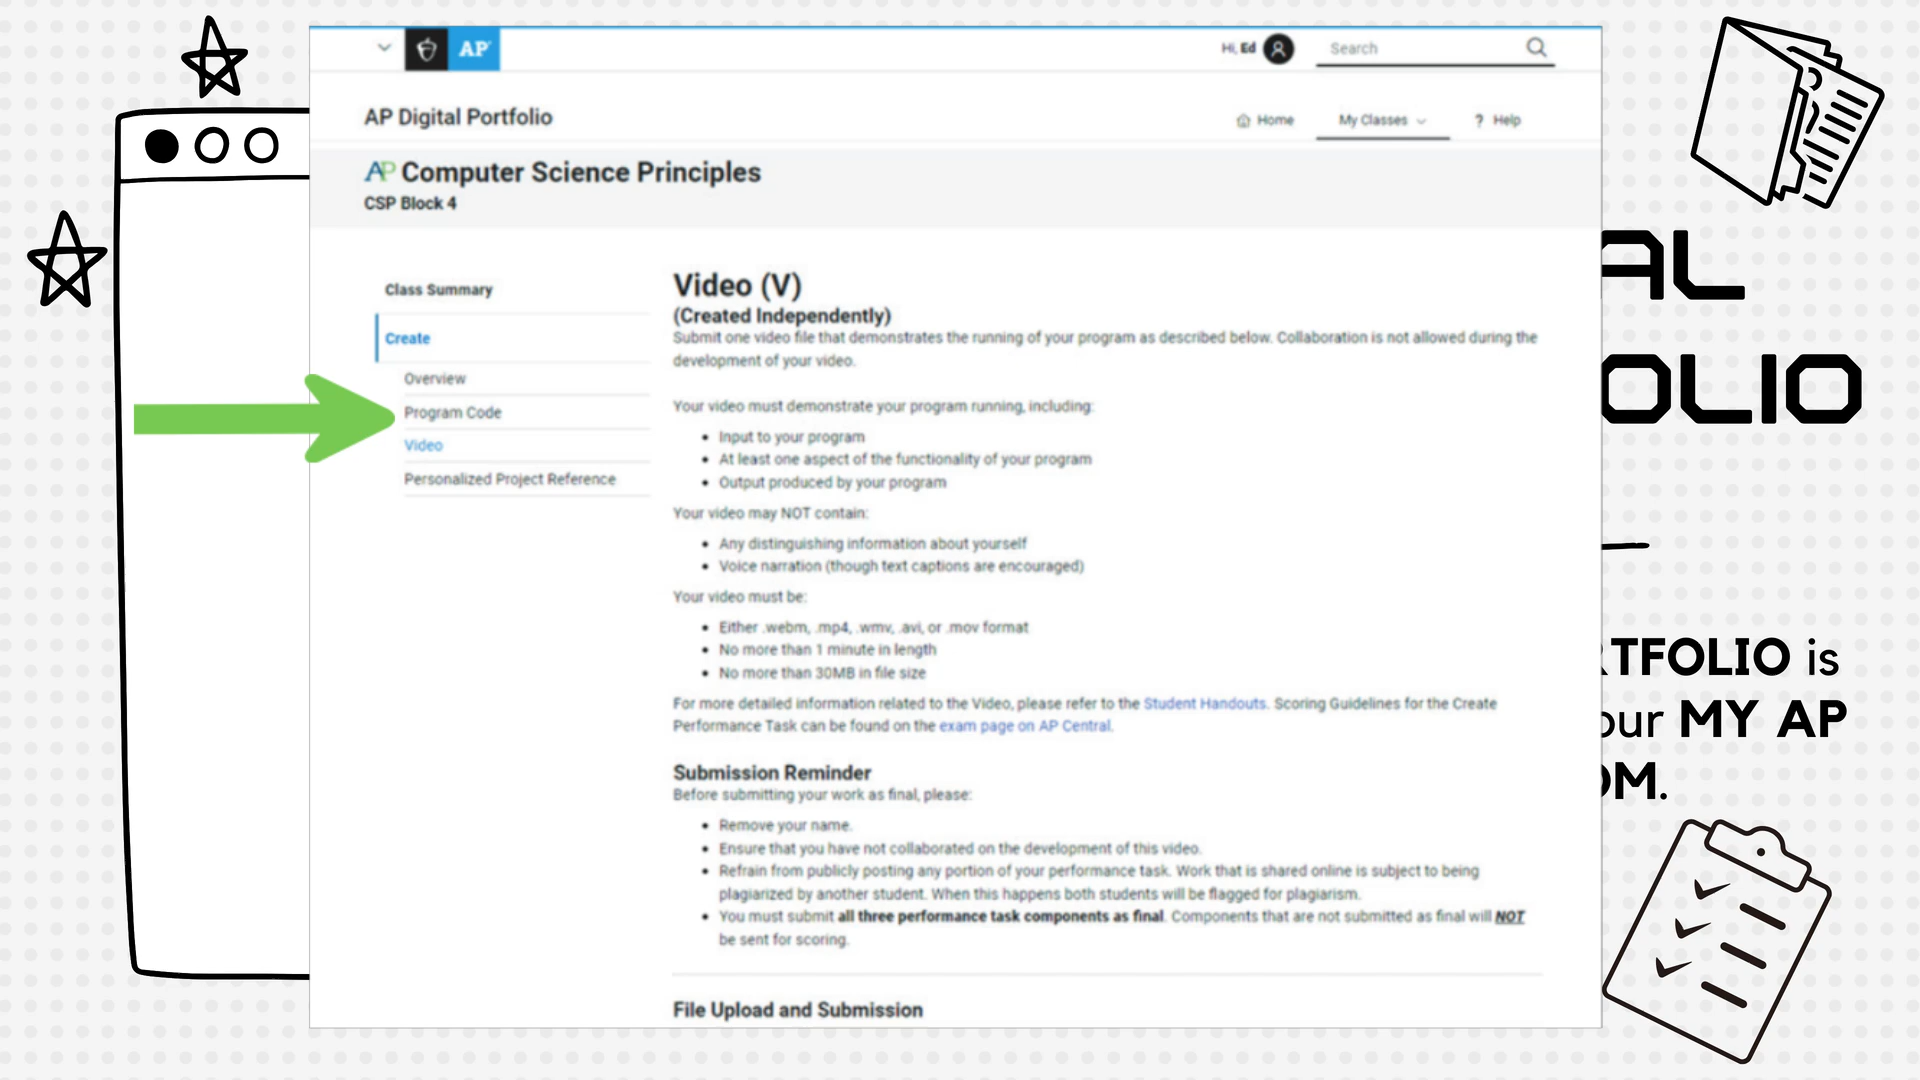 AP
Hi, Ed
Search
AP Digital Portfolio
Home
My Classes
? Help
AP Computer Science Principles
CSP Block 4
Class Summary
Create
Overview
Program Code
Video
Personalized Project Reference
Video (V)
(Created Independently)
Submit one video file that demonstrates the running of your program as described below. Collaboration is not allowed during the
development of your video.
Your video must demonstrate your program running, including:
• Input to your program
• At least one aspect of the functionality of your program
• Output produced by your program
Your video may NOT contain:
• Any distinguishing information about yourself
• Voice narration (though text captions are encouraged)
Your video must be:
• Either .webm, .mp4, .wmv, .avi, or .mov format
• No more than 1 minute in length
• No more than 30MB in file size
For more detailed information related to the Video, please refer to the Student Handouts. Scoring Guidelines for the Create
Performance Task can be found on the exam page on AP Central.
Submission Reminder
Before submitting your work as final, please:
• Remove your name.
• Ensure that you have not collaborated on the development of this video.
• Refrain from publicly posting any portion of your performance task. Work that is shared online is subject to being
plagiarized by another student. When this happens both students will be flagged for plagiarism.
• You must submit all three performance task components as final. Components that are not submitted as final will NOT
be sent for scoring.
File Upload and Submission
AL
OLIO
TFOLIO is
our MY AP
OM.